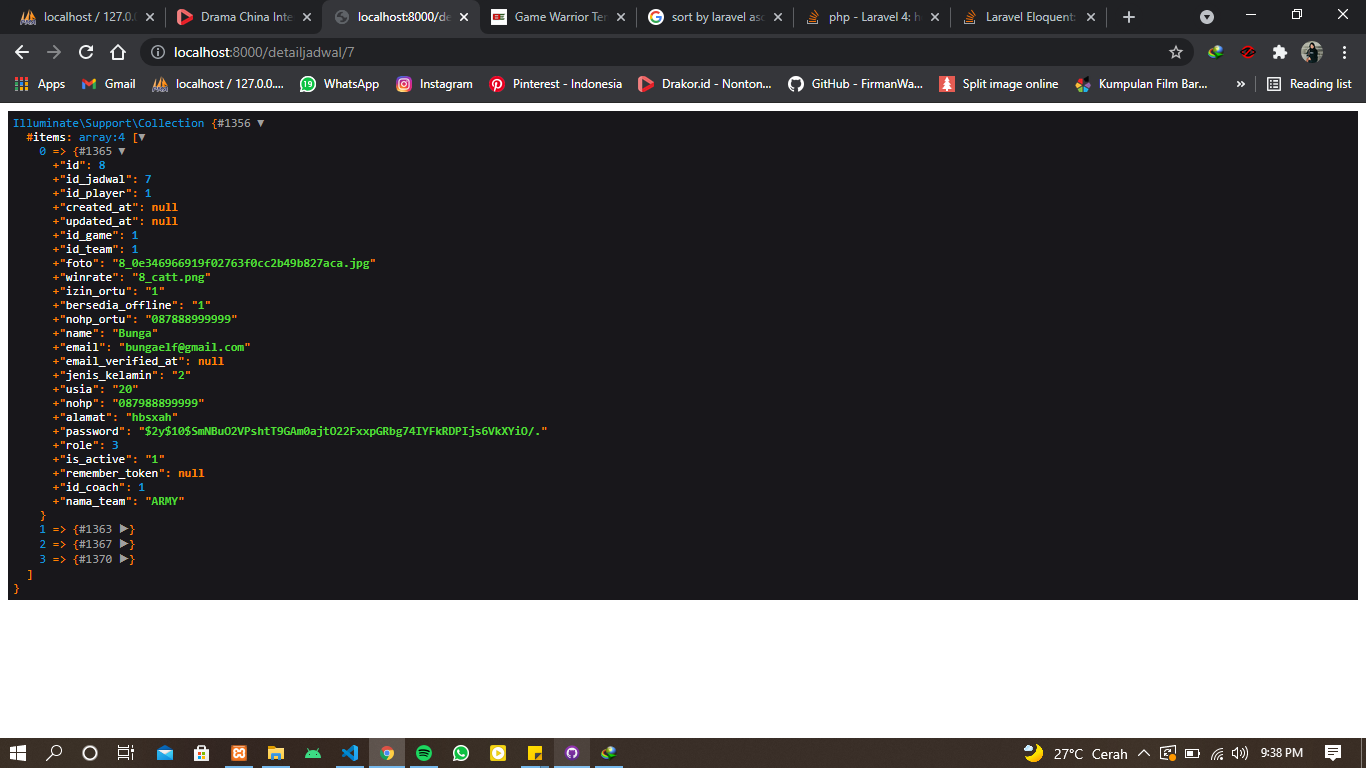 localhost / 127.0.
Drama China Inte
localhost:8000/de
Game Warrior Ter
sort by laravel asc
php - Laravel 4: h
Laravel Eloquent:
localhost:8000/detailjadwal/7
Apps
Gmail
localhost / 127.0.0....
19
WhatsApp
Instagram
Pinterest - Indonesia
Drakor.id - Nonton...
GitHub - FirmanWa...
Split image online
Kumpulan Film Bar...
»
Reading list
Illuminate\Support\Collection {#1356 ▼
#items: array:4 [▼
0 => {#1365 ▼
+"id": 8
+"id_jadwal": 7
+"id_player": 1
+"created_at": null
+"updated_at": null
+"id_game": 1
+"id_team": 1
+"foto": "8_0e346966919f02763f0cc2b49b827aca.jpg"
+"winrate": "8_catt.png"
+"izin_ortu": "1"
+"bersedia_offline": "1"
+"nohp_ortu": "087888999999"
+"name": "Bunga"
+"email": "bungaelf@gmail.com"
+"email_verified_at": null
+"jenis_kelamin": "2"
+"usia": "20"
+"nohp": "087988899999"
+"alamat": "hbsxah"
+"password": "$2y$10$SmNBuO2VPshtT9GAm0ajtO22FxxpGRbg74IYFkRDPIjs6VkXYiO/."
+"role": 3
+"is_active": "1"
+"remember_token": null
+"id_coach": 1
+"nama_team": "ARMY"
}
1 => {#1363 ▶}
2 => {#1367 ▶}
3 => {#1370 ▶}
]
}
27°C Cerah
9:38 PM